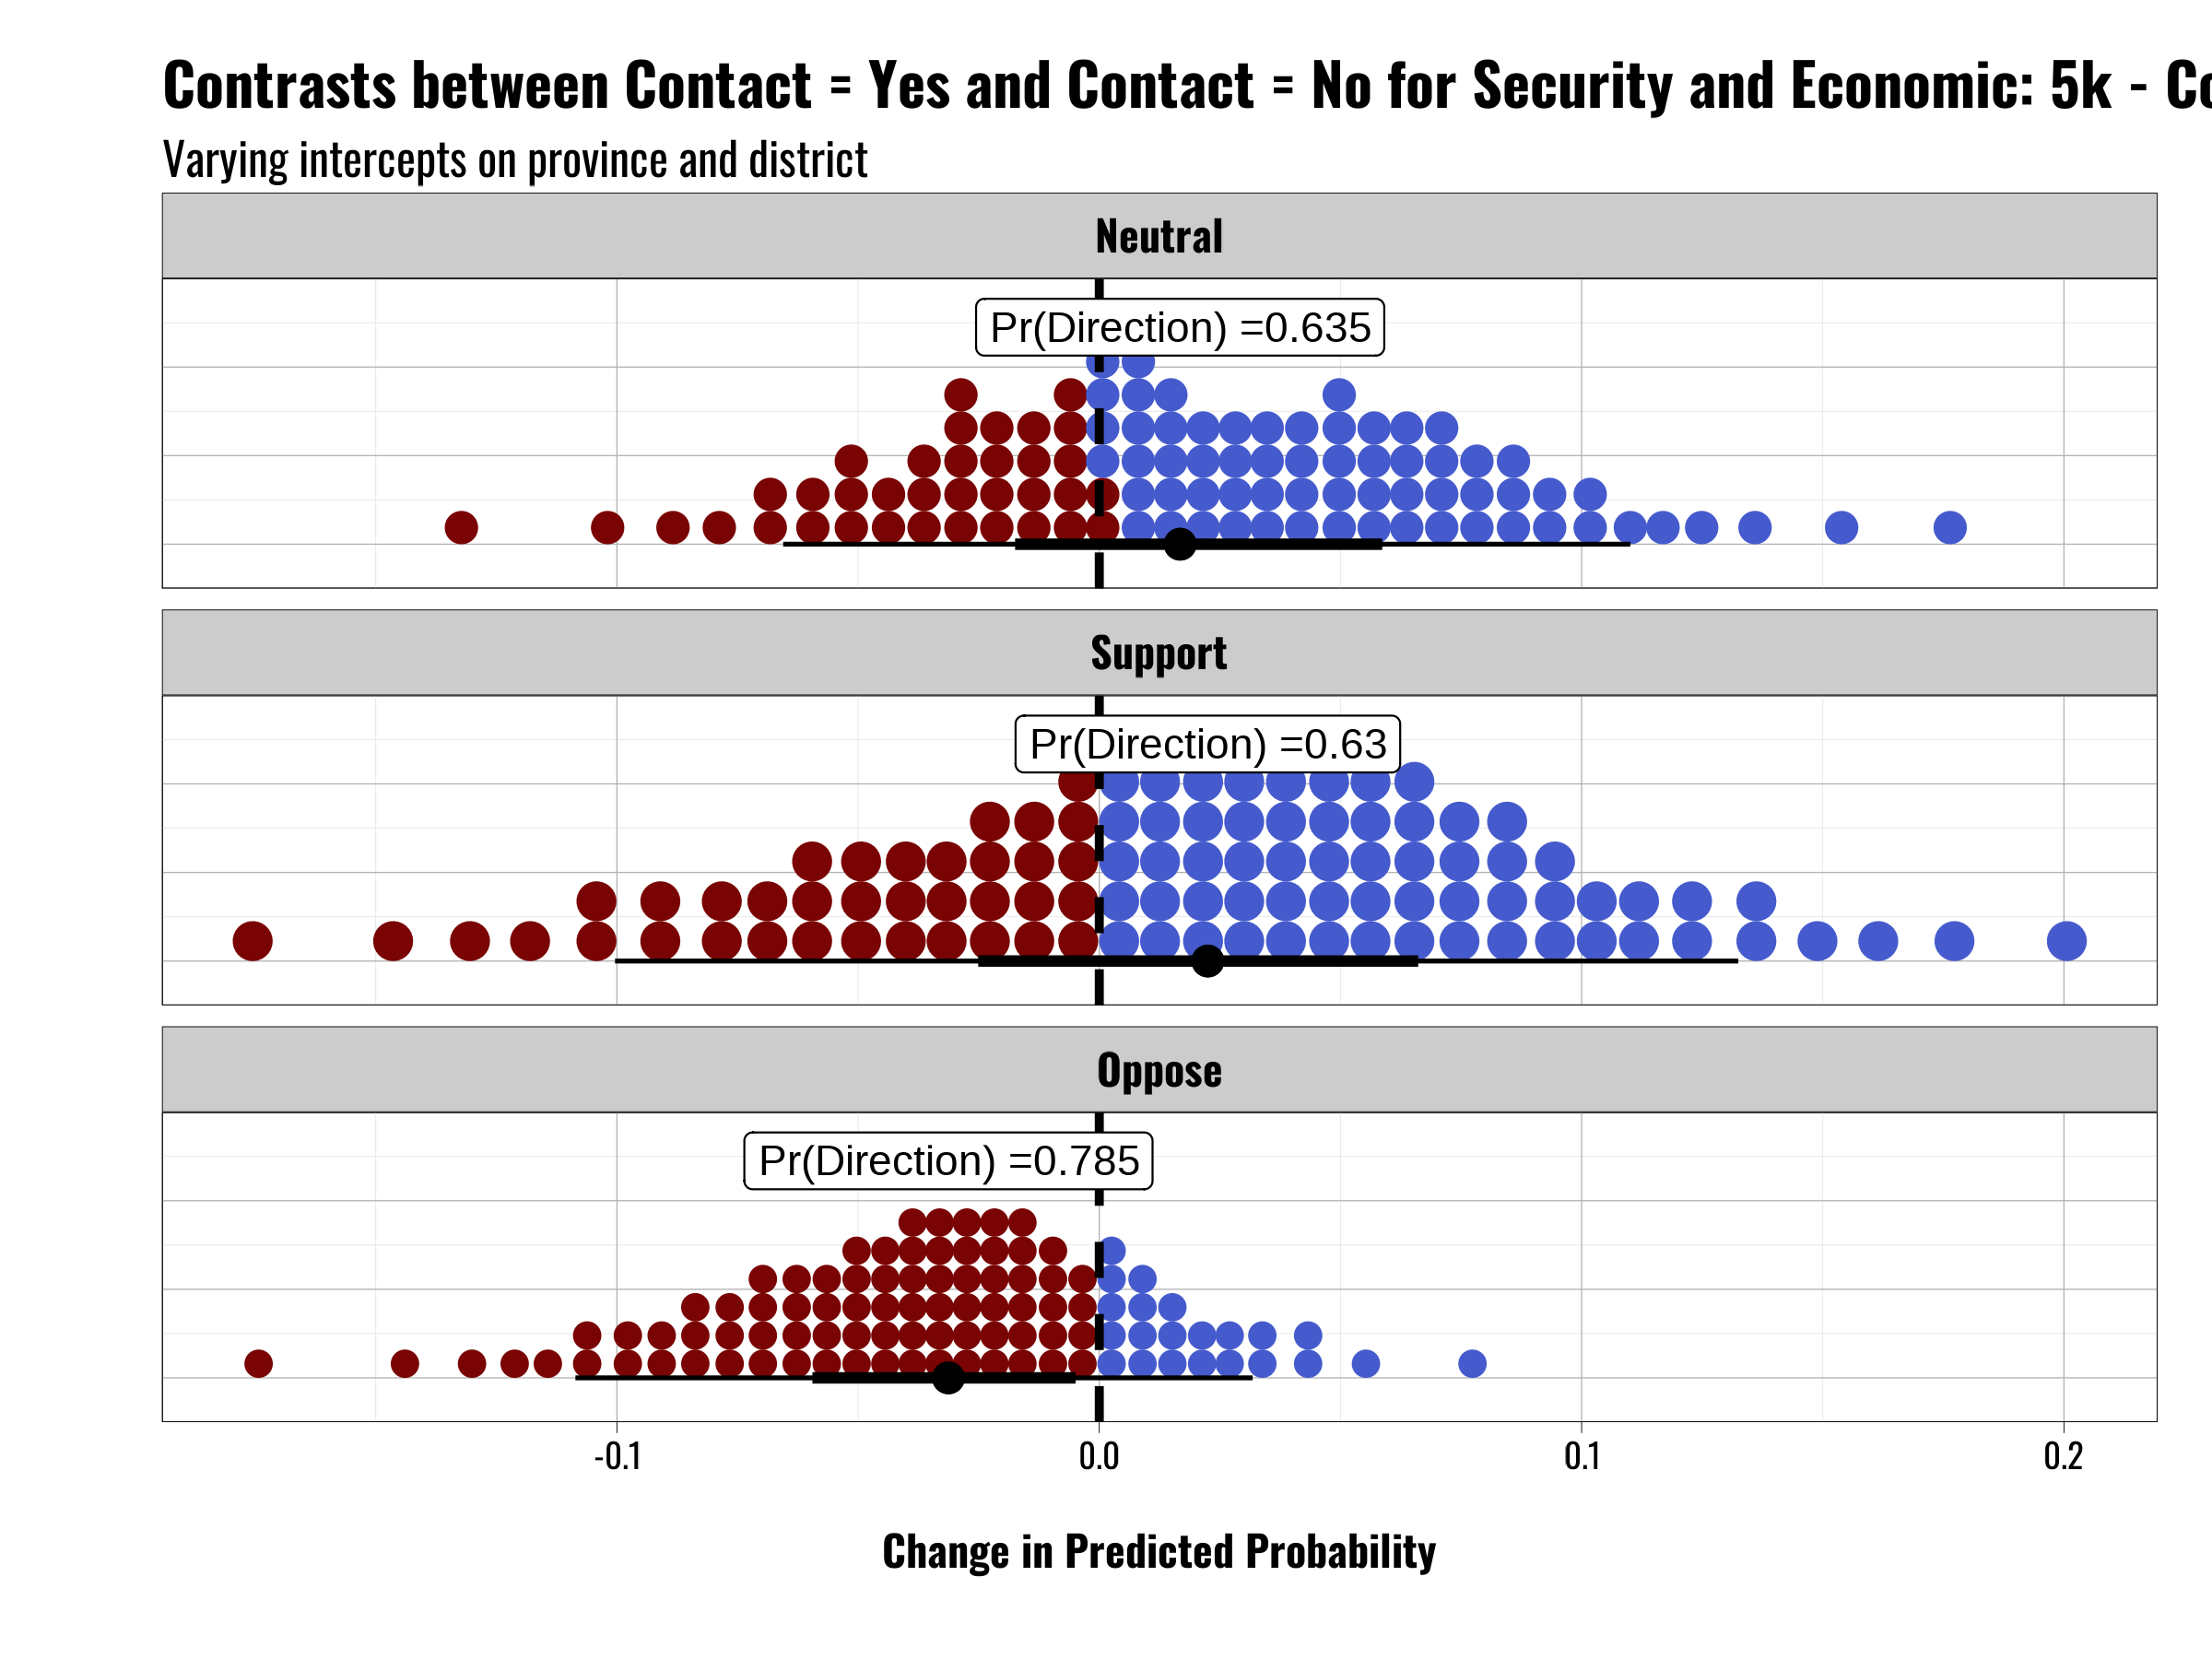 Contrasts between Contact = Yes and Contact = No for Security and Economic: 5k - Co
Varying intercepts on province and district
Neutral
Pr(Direction) =0.635
Support
Pr(Direction) =0.63
Oppose
Pr(Direction) =0.785
-0.1 0.0 0.1 0.2
Change in Predicted Probability